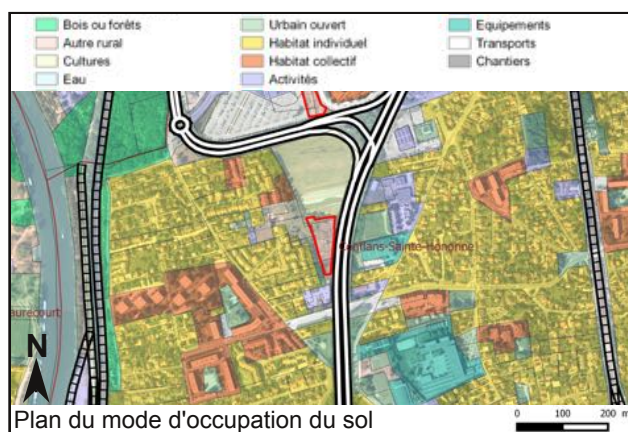 Bois ou forêts
Autre rural
Cultures
Eau
Urbain ouvert
Habitat individuel
Habitat collectif
Activités
Equipements
Transports
Chantiers
Conflans-Sainte-Honorine
aurecourt
N
Plan du mode d'occupation du sol
0 100 200 m